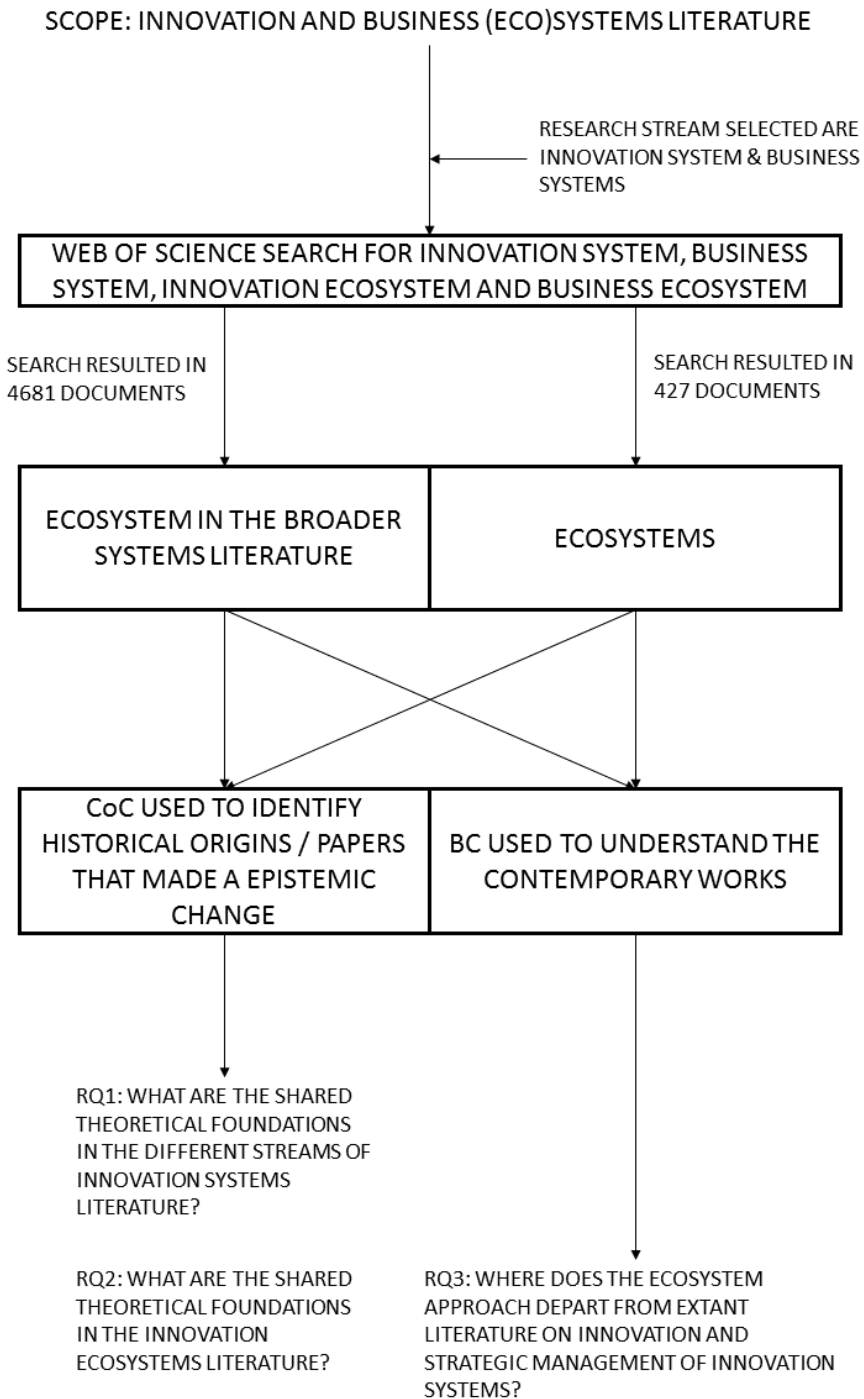 SCOPE: INNOVATION AND BUSINESS (ECO)SYSTEMS LITERATURE
RESEARCH STREAM SELECTED ARE
INNOVATION SYSTEM & BUSINESS
SYSTEMS
WEB OF SCIENCE SEARCH FOR INNOVATION SYSTEM, BUSINESS
SYSTEM, INNOVATION ECOSYSTEM AND BUSINESS ECOSYSTEM
SEARCH RESULTED IN
4681 DOCUMENTS
SEARCH RESULTED IN
427 DOCUMENTS
ECOSYSTEM IN THE BROADER
SYSTEMS LITERATURE
ECOSYSTEMS
CoC USED TO IDENTIFY
HISTORICAL ORIGINS / PAPERS
THAT MADE A EPISTEMIC
CHANGE
BC USED TO UNDERSTAND THE
CONTEMPORARY WORKS
RQ1: WHAT ARE THE SHARED
THEORETICAL FOUNDATIONS
IN THE DIFFERENT STREAMS OF
INNOVATION SYSTEMS
LITERATURE?
RQ2: WHAT ARE THE SHARED
THEORETICAL FOUNDATIONS
IN THE INNOVATION
ECOSYSTEMS LITERATURE?
RQ3: WHERE DOES THE ECOSYSTEM
APPROACH DEPART FROM EXTANT
LITERATURE ON INNOVATION AND
STRATEGIC MANAGEMENT OF INNOVATION
SYSTEMS?